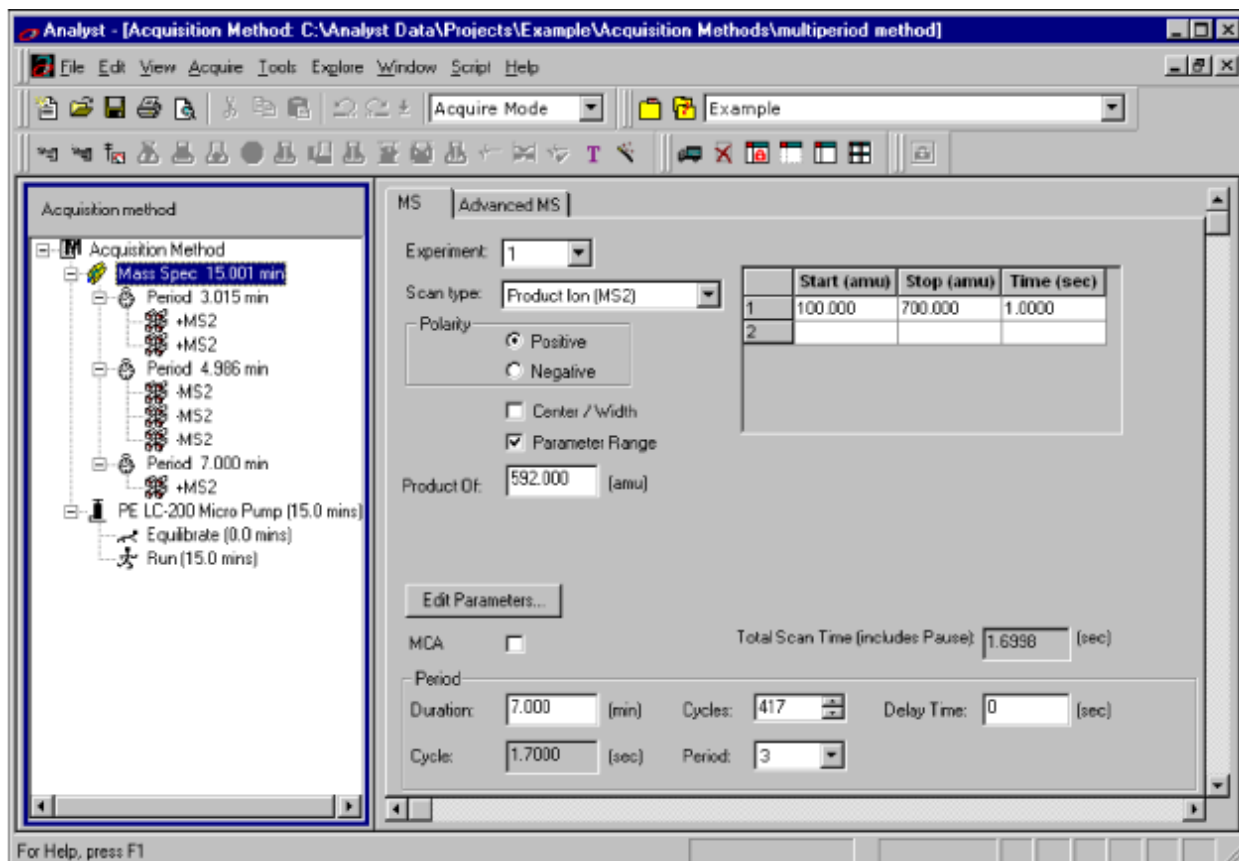 Analyst - [Acquisition Method: C:\Analyst Data\Projects\Example\Acquisition Methods\multiperiod method]
File Edit View Acquire Tools Explore Window Script Help
Acquire Mode Example
T
Acquisition method
Acquisition Method
Mass Spec 15.001 min
Period 3.015 min
+MS2
+MS2
Period 4.986 min
-MS2
-MS2
-MS2
Period 7.000 min
+MS2
PE LC-200 Micro Pump (15.0 mins)
Equilibrate (0.0 mins)
Run (15.0 mins)
MS Advanced MS
Experiment: 1
Scan type: Product Ion (MS2)
Polarity
Positive
Negative
Center / Width
Parameter Range
Product Of: 592.000 (amu)
Start (amu) Stop (amu) Time (sec)
1 100.000 700.000 1.0000
2
Edit Parameters...
MCA
Total Scan Time (includes Pause): 1.6998 (sec)
Period
Duration: 7.000 (min) Cycles: 417 Delay Time: 0 (sec)
Cycle: 1.7000 (sec) Period: 3
For Help, press F1